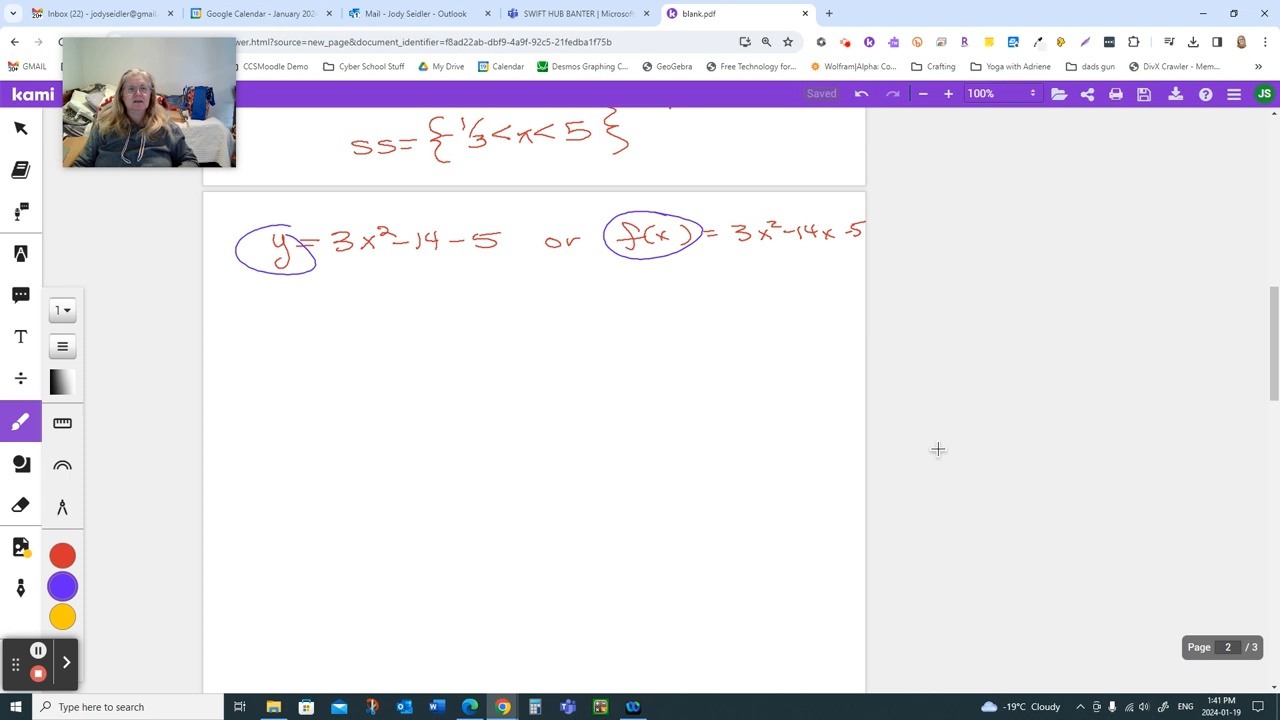 Inbox (22) - jodyseidler@gmail. Google Calendar - January 202 Mail - Jody Seidler - Outlook SWIFT HUB BANTER | Microsof blank.pdf
wer.html?source=new_page&document_identifier=f8ad22ab-dbf9-4a9f-92c5-21fedba1f75b
GMAIL CCSMoodle Demo Cyber School Stuff My Drive Calendar Desmos Graphing C... GeoGebra Free Technology for... Wolfram|Alpha: Co... Crafting Yoga with Adriene dads gun DivX Crawler - Mem...
kami Saved 100% JS
ss= { 1/3 < x < 5 }
y = 3x²-14-5 or f(x) = 3x²-14x-5
1
T
Page 2 / 3
Type here to search -19°C Cloudy ENG 1:41 PM
2024-01-19